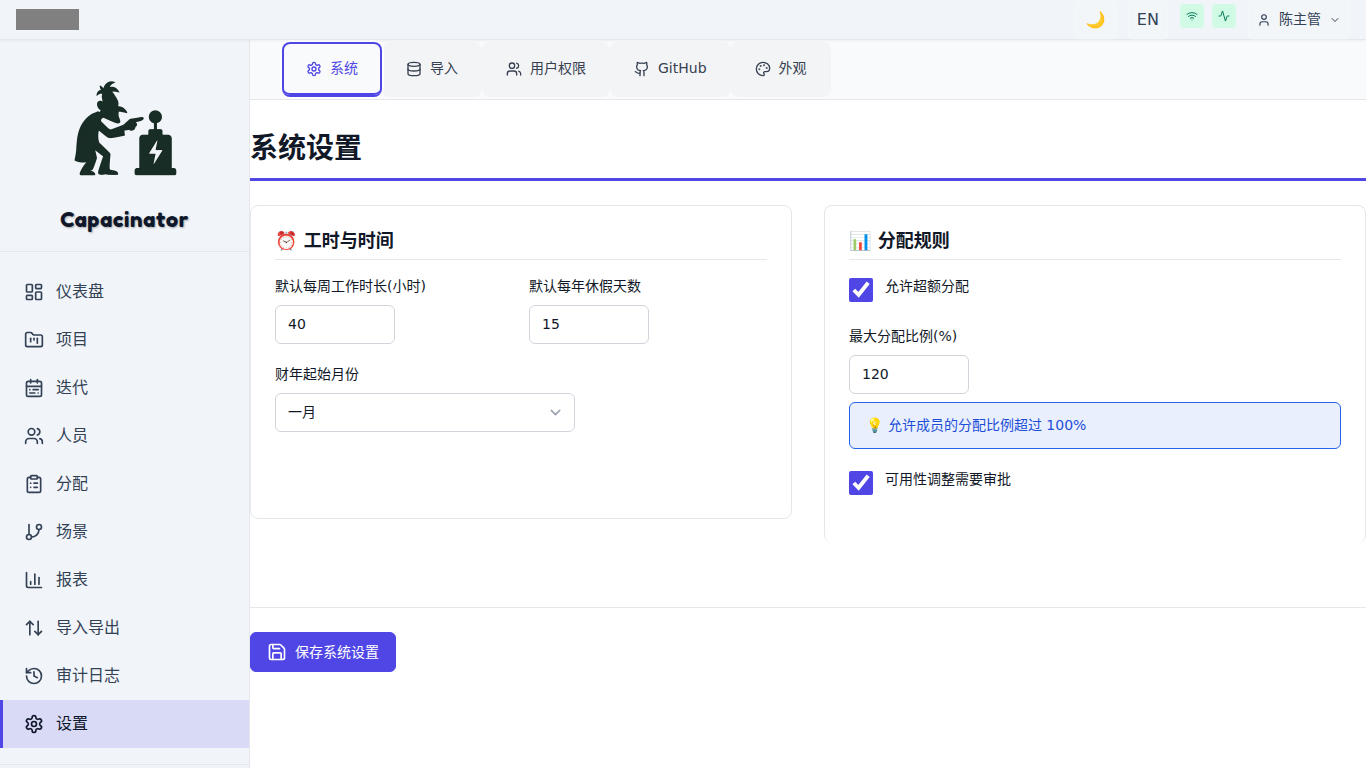 EN
陈主管
Capacinator
仪表盘
项目
迭代
人员
分配
场景
报表
导入导出
审计日志
设置
系统
导入
用户权限
GitHub
外观
系统设置
工时与时间
默认每周工作时长(小时)
40
默认每年休假天数
15
财年起始月份
一月
分配规则
允许超额分配
最大分配比例(%)
120
允许成员的分配比例超过 100%
可用性调整需要审批
保存系统设置